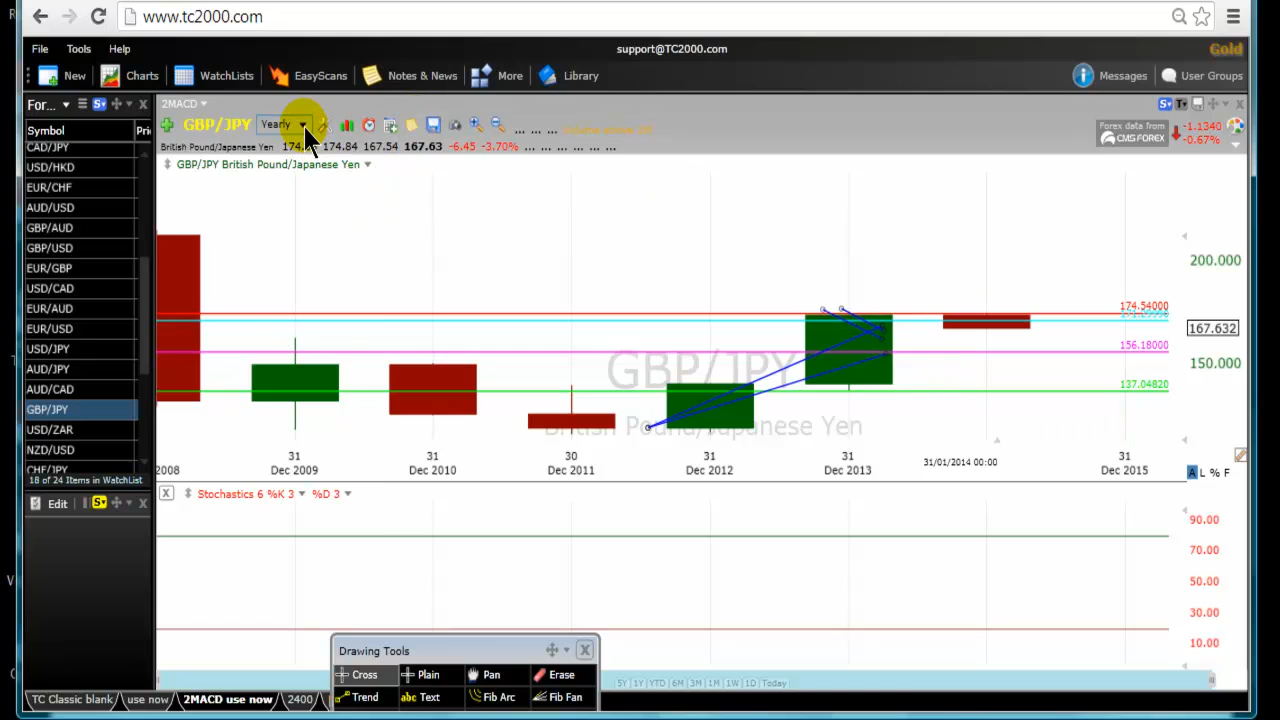 www.tc2000.com
File Tools Help support@TC2000.com Gold
New Charts WatchLists EasyScans Notes & News More Library Messages User Groups
For... 2MACD
Symbol
GBP/JPY Yearly
British Pound/Japanese Yen 174.84 167.54 167.63 -6.45 -3.70% ... ... ... ...
Forex data from
CMS FOREX
-1.1340
-0.67%
GBP/JPY British Pound/Japanese Yen
CAD/JPY
USD/HKD
EUR/CHF
AUD/USD
GBP/AUD
GBP/USD
EUR/GBP
USD/CAD
EUR/AUD
EUR/USD
USD/JPY
AUD/JPY
AUD/CAD
GBP/JPY
USD/ZAR
NZD/USD
CHF/JPY
18 of 24 Items in WatchList
Edit
200.000
174.54000
167.632
156.18000
150.000
137.04820
GBP/JPY
British Pound/Japanese Yen
2008
31 Dec 2009
31 Dec 2010
30 Dec 2011
31 Dec 2012
31 Dec 2013
31/01/2014 00:00
31 Dec 2015
A L % F
X Stochastics 6 %K 3 %D 3
90.00
70.00
50.00
30.00
10.00
Drawing Tools
Cross Plain Pan Erase
Trend abc Text Fib Arc Fib Fan
5Y 1Y YTD 6M 3M 1M 1W 1D Today
TC Classic blank use now 2MACD use now 2400